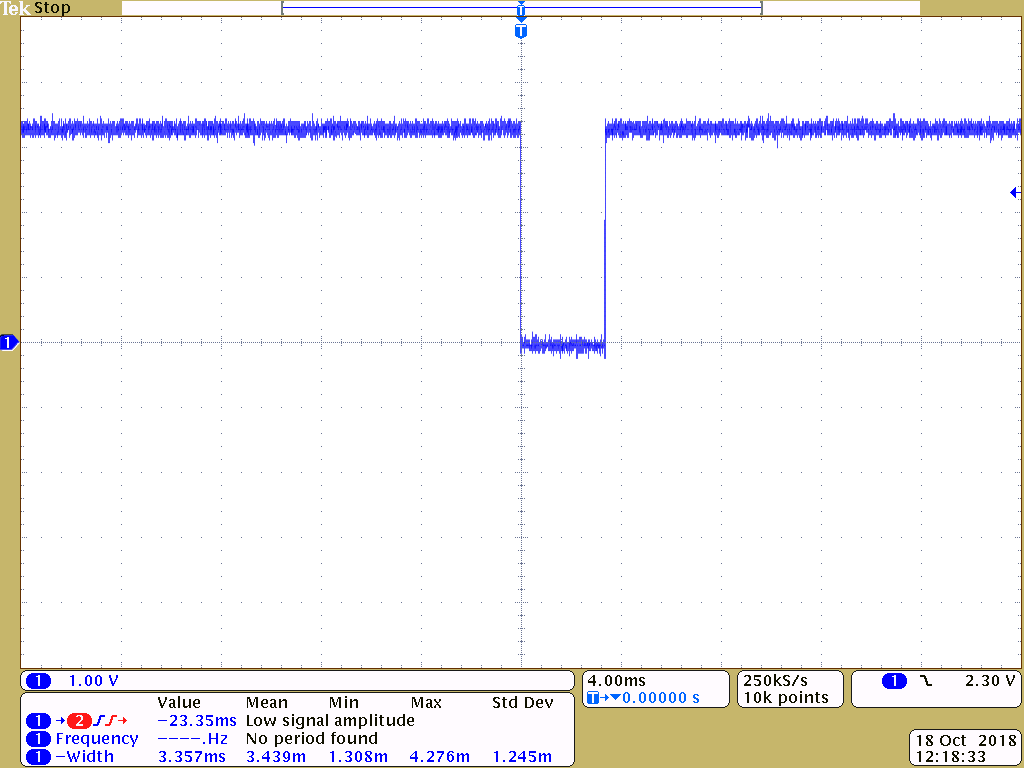 Tek Stop
T
T
1
1 1.00 V
4.00ms
T→▼0.00000 s
250kS/s
10k points
1 2.30 V
Value Mean Min Max Std Dev
1 → 2 −23.35ms Low signal amplitude
1 Frequency −−−−.Hz No period found
1 −Width 3.357ms 3.439m 1.308m 4.276m 1.245m
18 Oct 2018
12:18:33